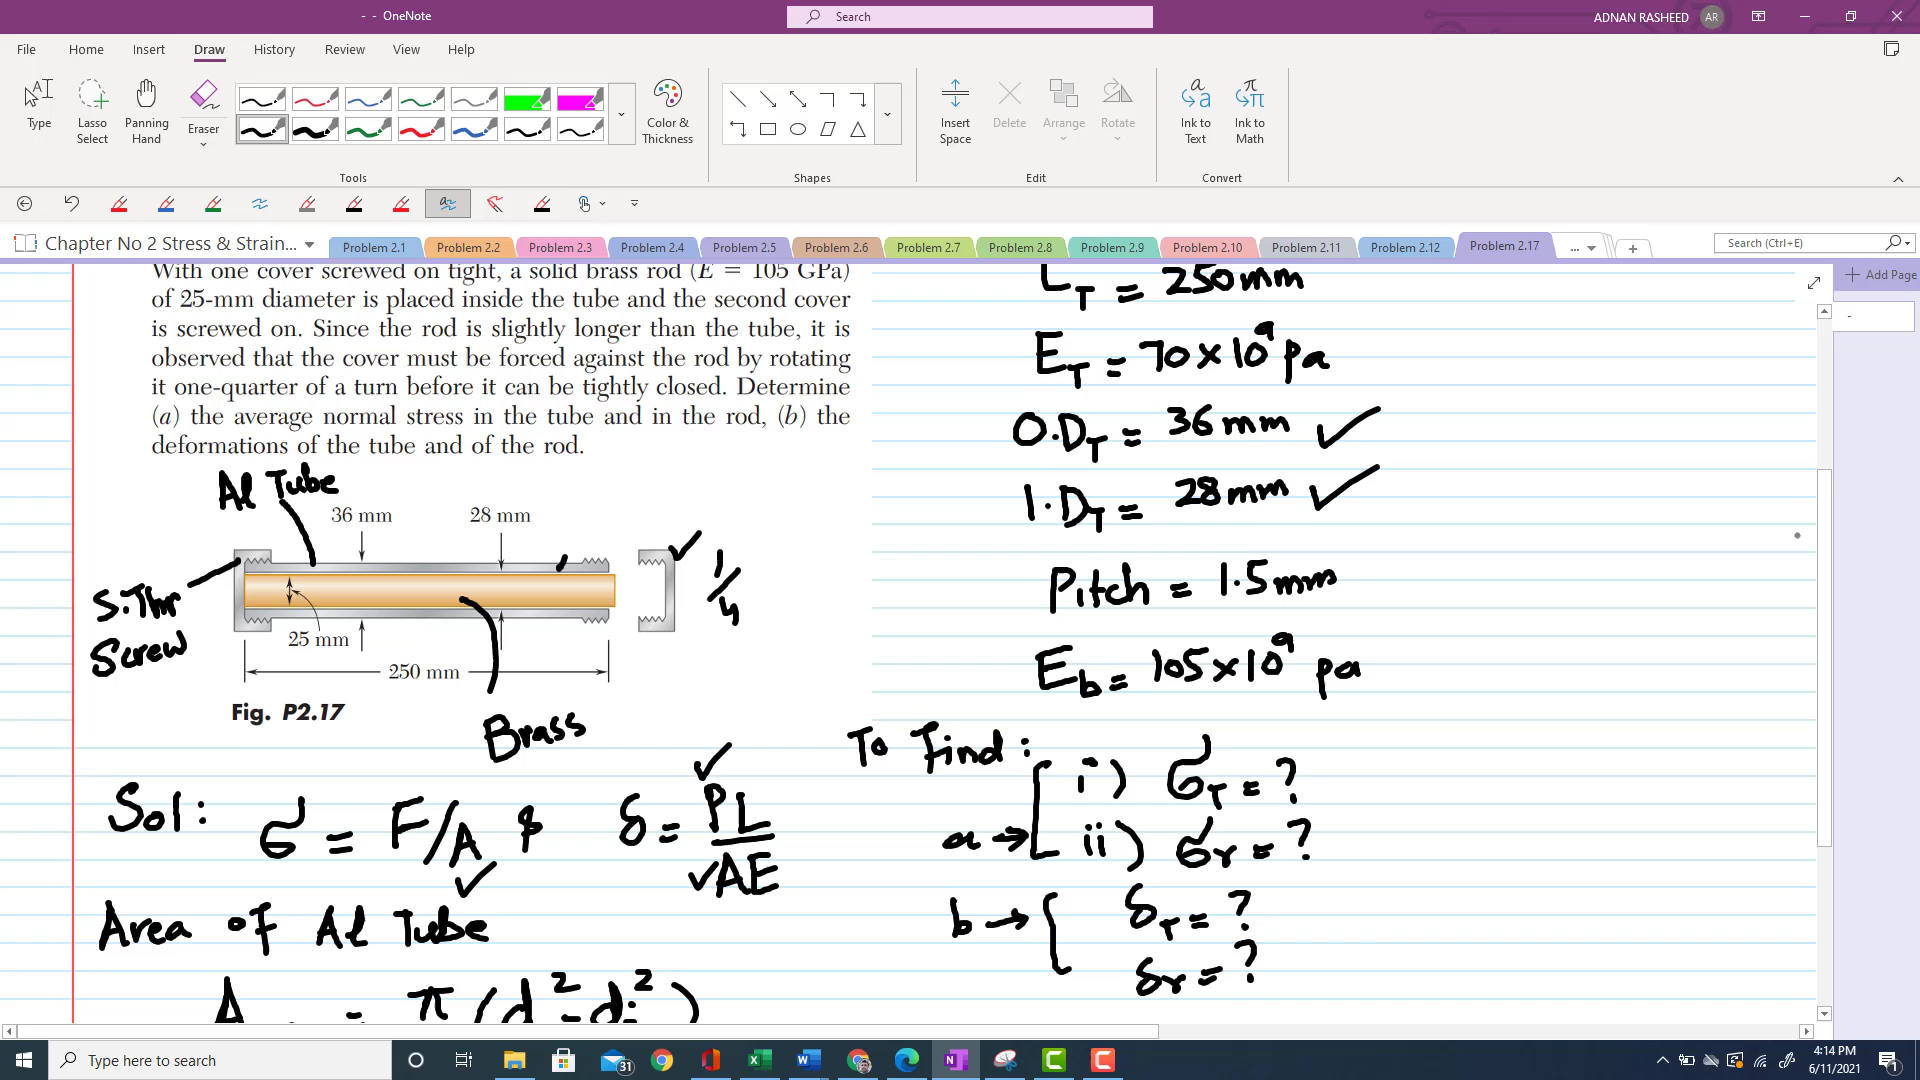 - - OneNote
Search
ADNAN RASHEED
AR
File Home Insert Draw History Review View Help
Type
Lasso Select
Panning Hand
Eraser
Color & Thickness
Insert Space
Delete
Arrange
Rotate
Ink to Text
Ink to Math
Tools
Shapes
Edit
Convert
Chapter No 2 Stress & Strain...
Problem 2.1
Problem 2.2
Problem 2.3
Problem 2.4
Problem 2.5
Problem 2.6
Problem 2.7
Problem 2.8
Problem 2.9
Problem 2.10
Problem 2.11
Problem 2.12
Problem 2.17
...
Search (Ctrl+E)
Add Page
With one cover screwed on tight, a solid brass rod (E = 105 GPa)
of 25-mm diameter is placed inside the tube and the second cover
is screwed on. Since the rod is slightly longer than the tube, it is
observed that the cover must be forced against the rod by rotating
it one-quarter of a turn before it can be tightly closed. Determine
(a) the average normal stress in the tube and in the rod, (b) the
deformations of the tube and of the rod.
Al Tube
36 mm
28 mm
S.Thr
Screw
1/4
25 mm
250 mm
Fig. P2.17
Brass
L_T = 250mm
E_T = 70×10^9 pa
O.D_T = 36mm ✓
I.D_T = 28mm ✓
Pitch = 1.5mm
E_b = 105×10^9 pa
To Find:
a → i) σ_T = ?
ii) σ_r = ?
b → δ_T = ?
δ_r = ?
Sol: σ = F/A & δ = PL/AE
Area of Al Tube
π (d^2 - di^2)
Type here to search
31
4:14 PM
6/11/2021
1